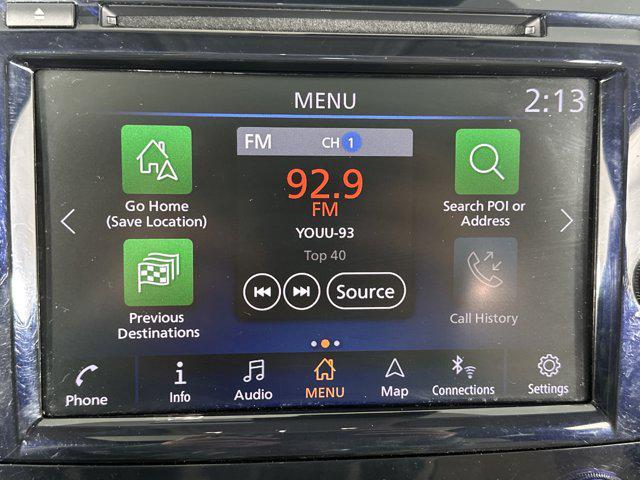 MENU
2:13
Go Home
(Save Location)
FM CH 1
92.9
FM
YOUU-93
Top 40
Source
Search POI or
Address
Previous
Destinations
Call History
Phone
Info
Audio
MENU
Map
Connections
Settings